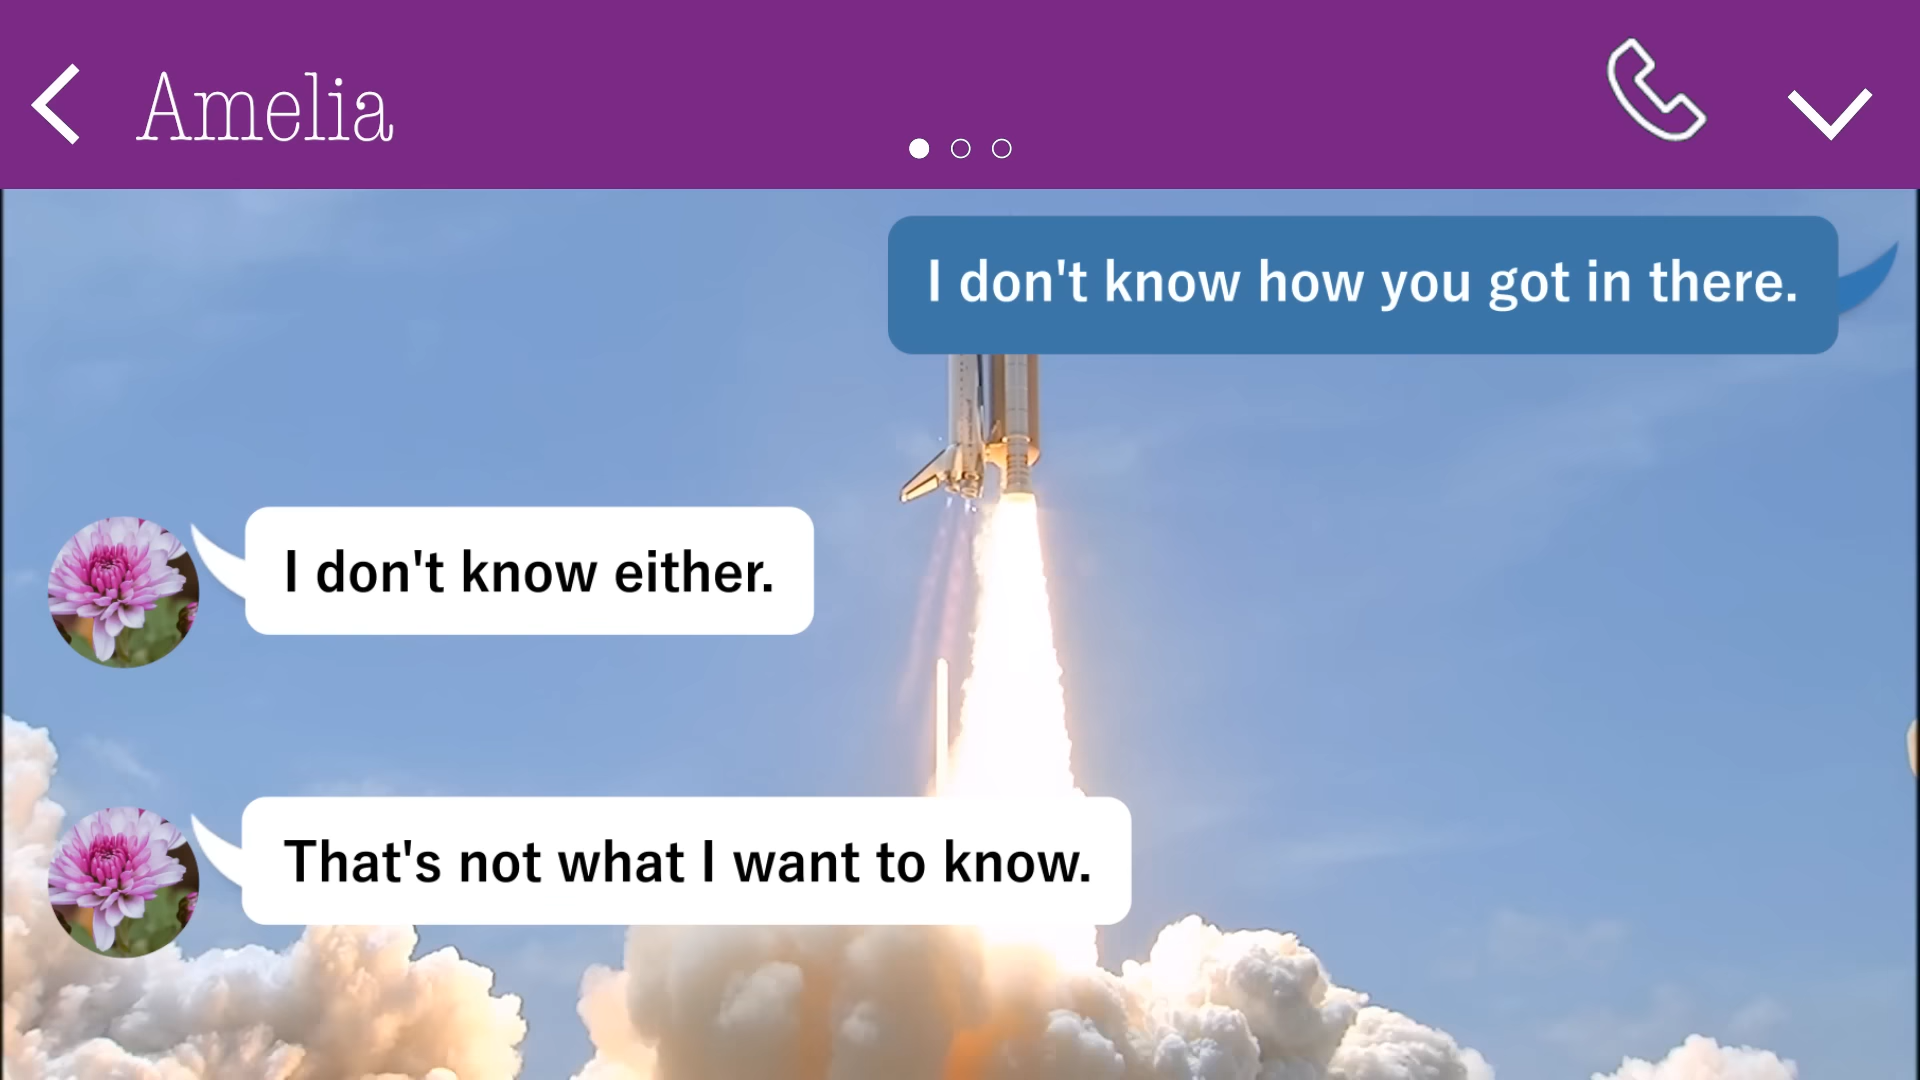 Amelia
I don't know how you got in there.
I don't know either.
That's not what I want to know.